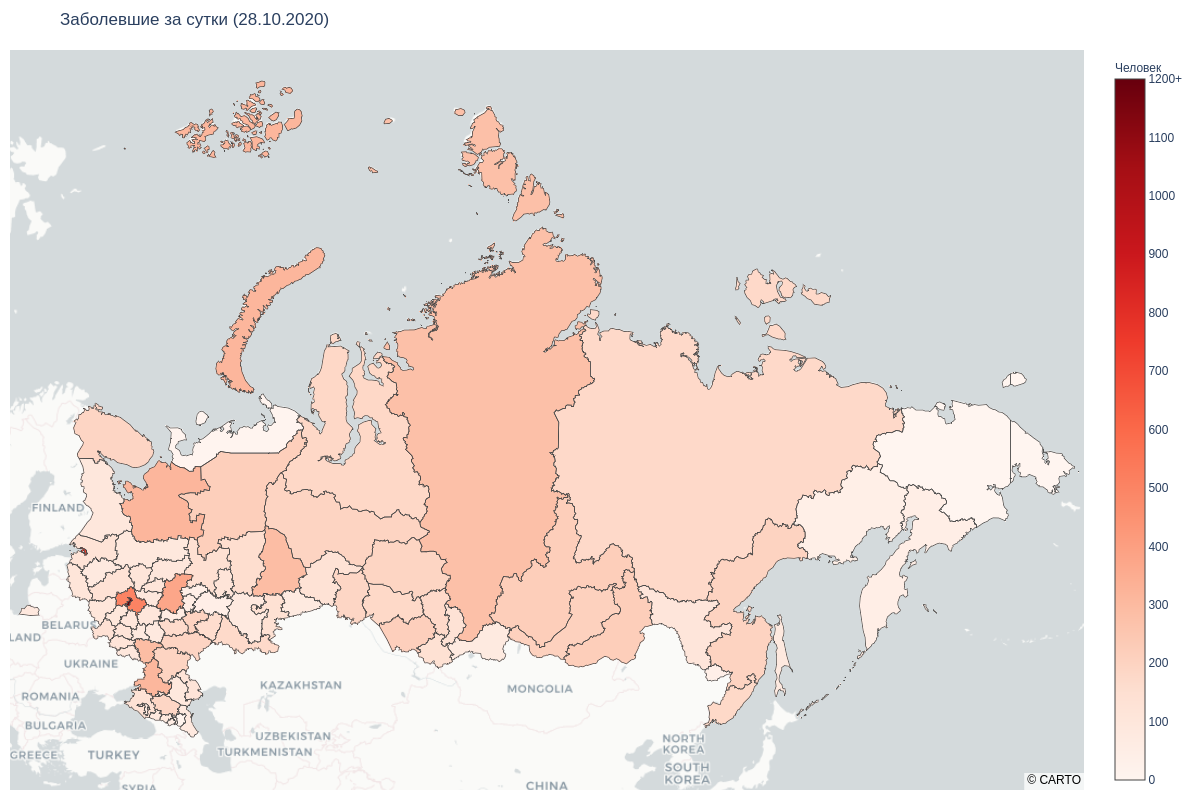 Заболевшие за сутки (28.10.2020)
Человек
1200+
1100
1000
900
800
700
600
500
400
300
200
100
0
FINLAND
BELARUS
LAND
UKRAINE
ROMANIA
BULGARIA
GREECE
TURKEY
SYRIA
KAZAKHSTAN
UZBEKISTAN
TURKMENISTAN
MONGOLIA
CHINA
NORTH
KOREA
SOUTH
KOREA
© CARTO